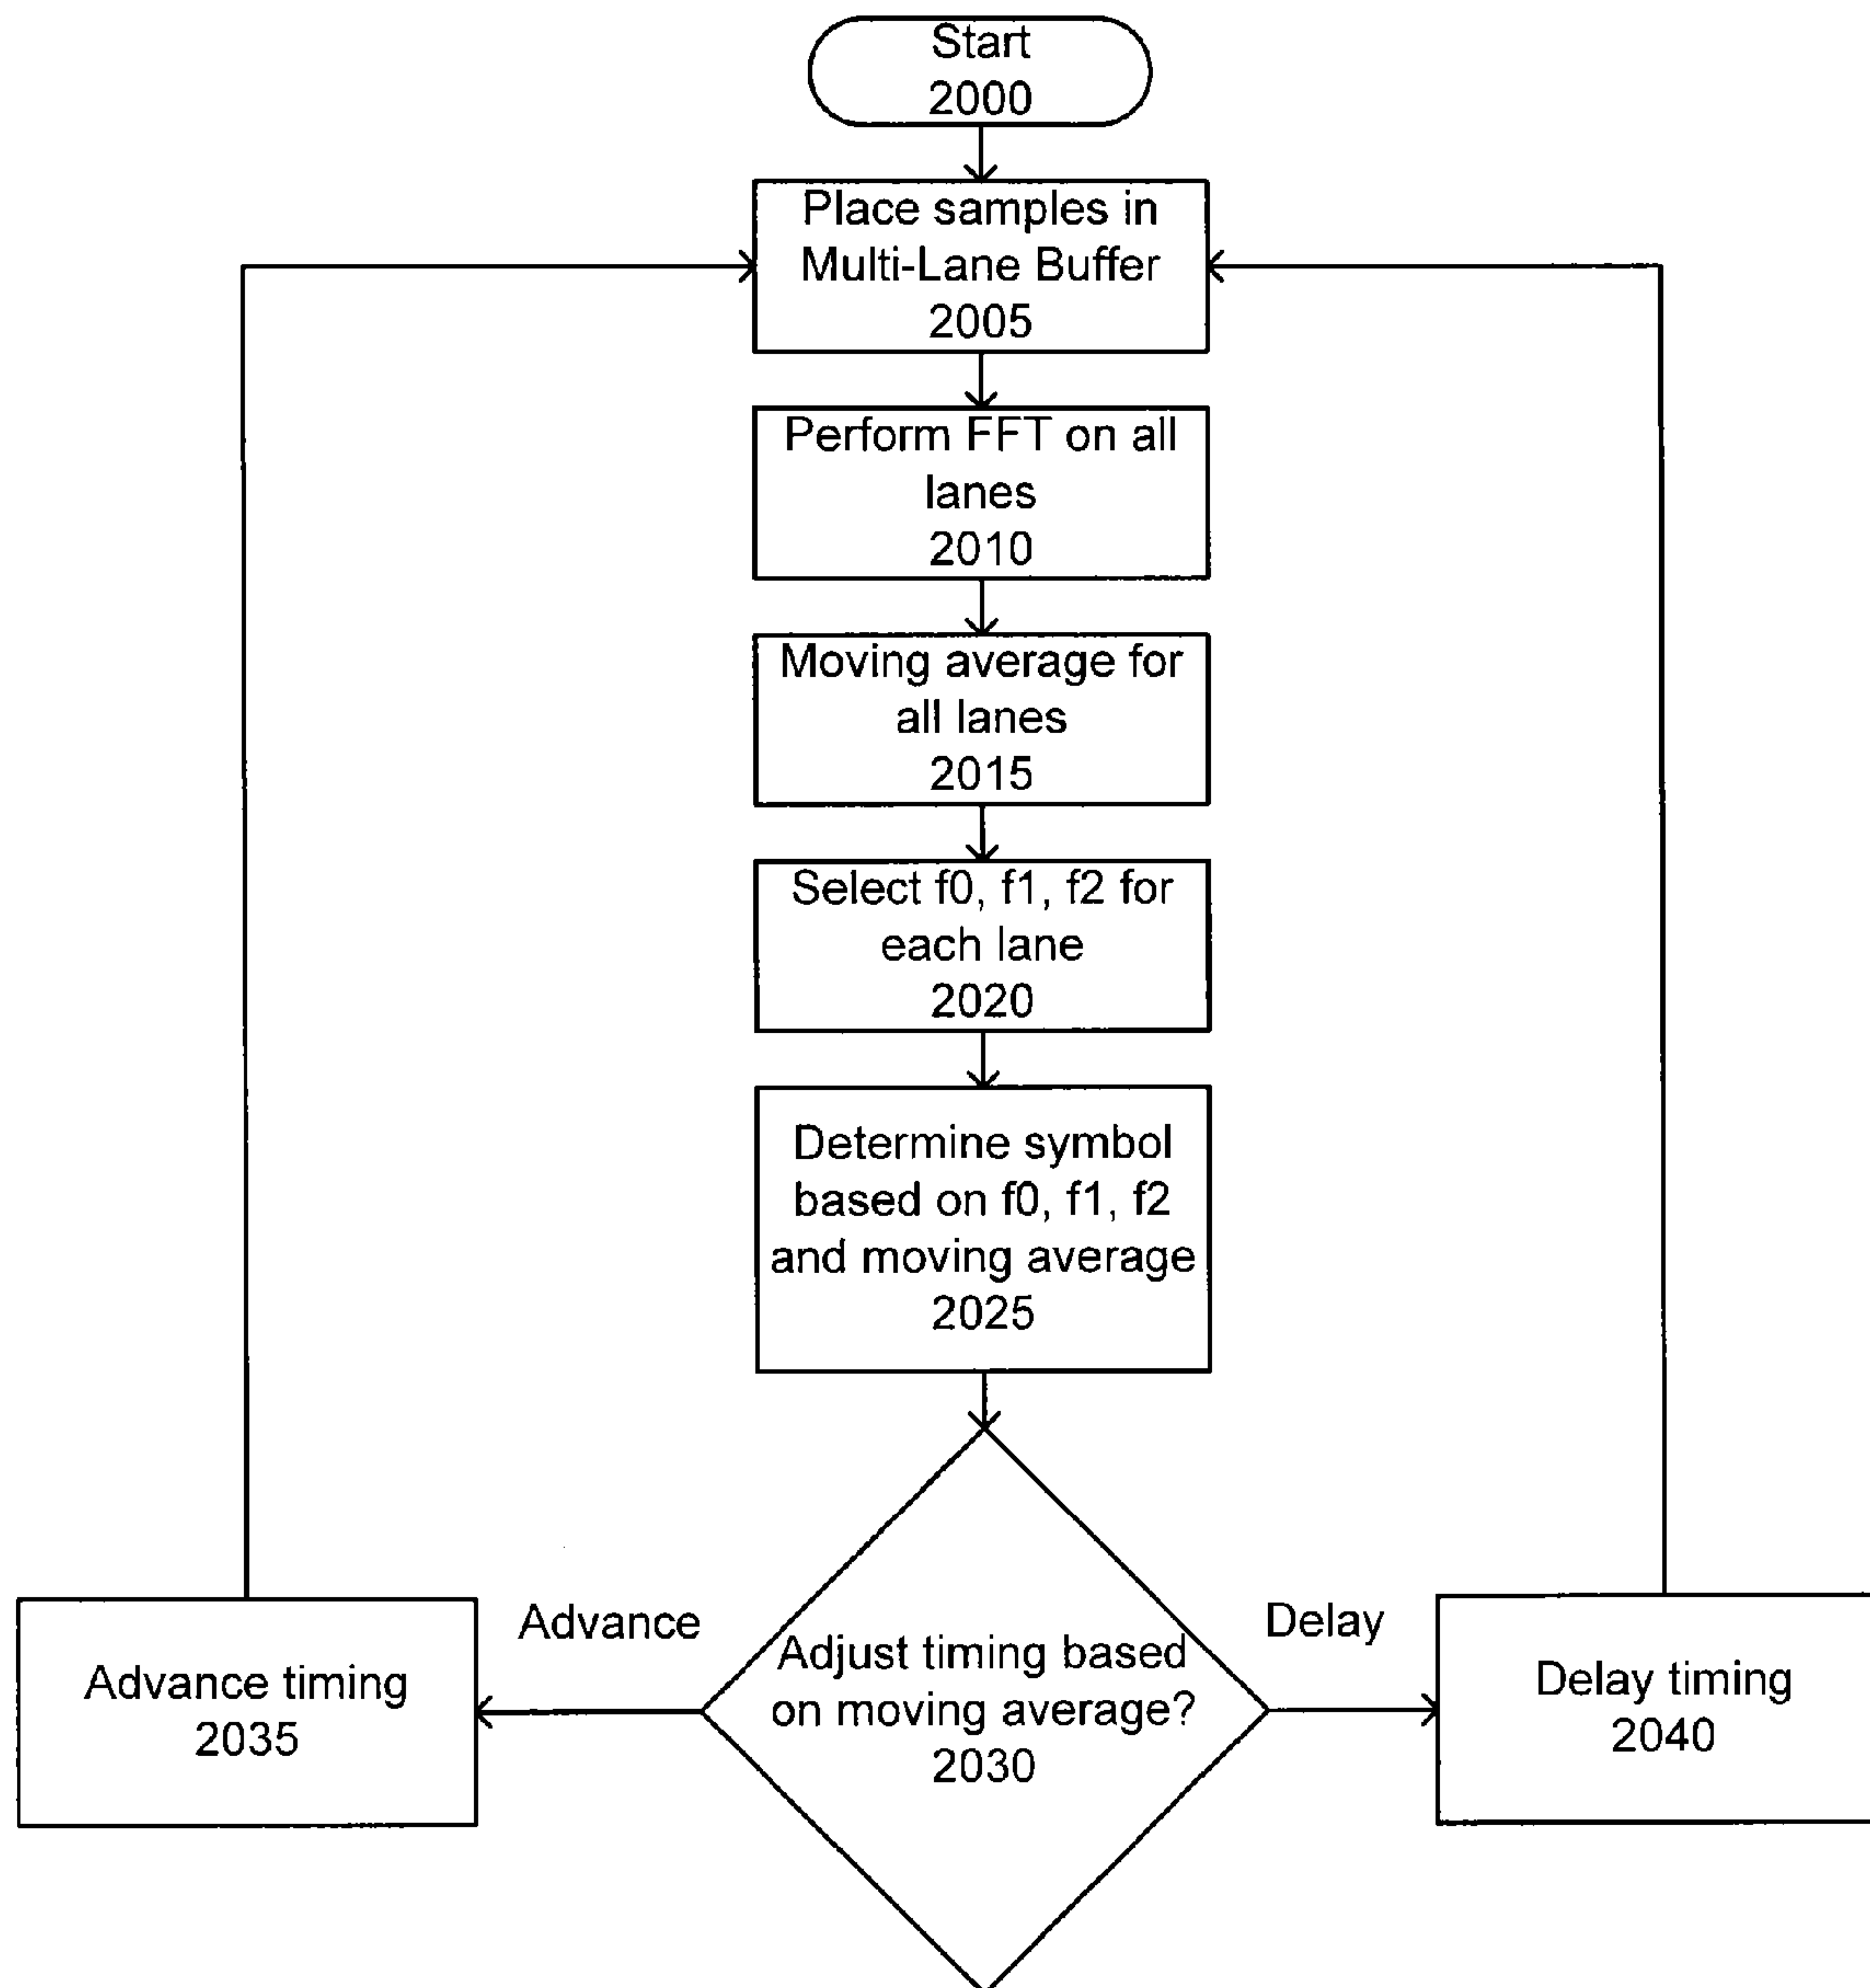 Start
2000
Place samples in
Multi-Lane Buffer
2005
Perform FFT on all
lanes
2010
Moving average for
all lanes
2015
Select f0, f1, f2 for
each lane
2020
Determine symbol
based on f0, f1, f2
and moving average
2025
Advance
Delay
Adjust timing based
on moving average?
2030
Advance timing
2035
Delay timing
2040